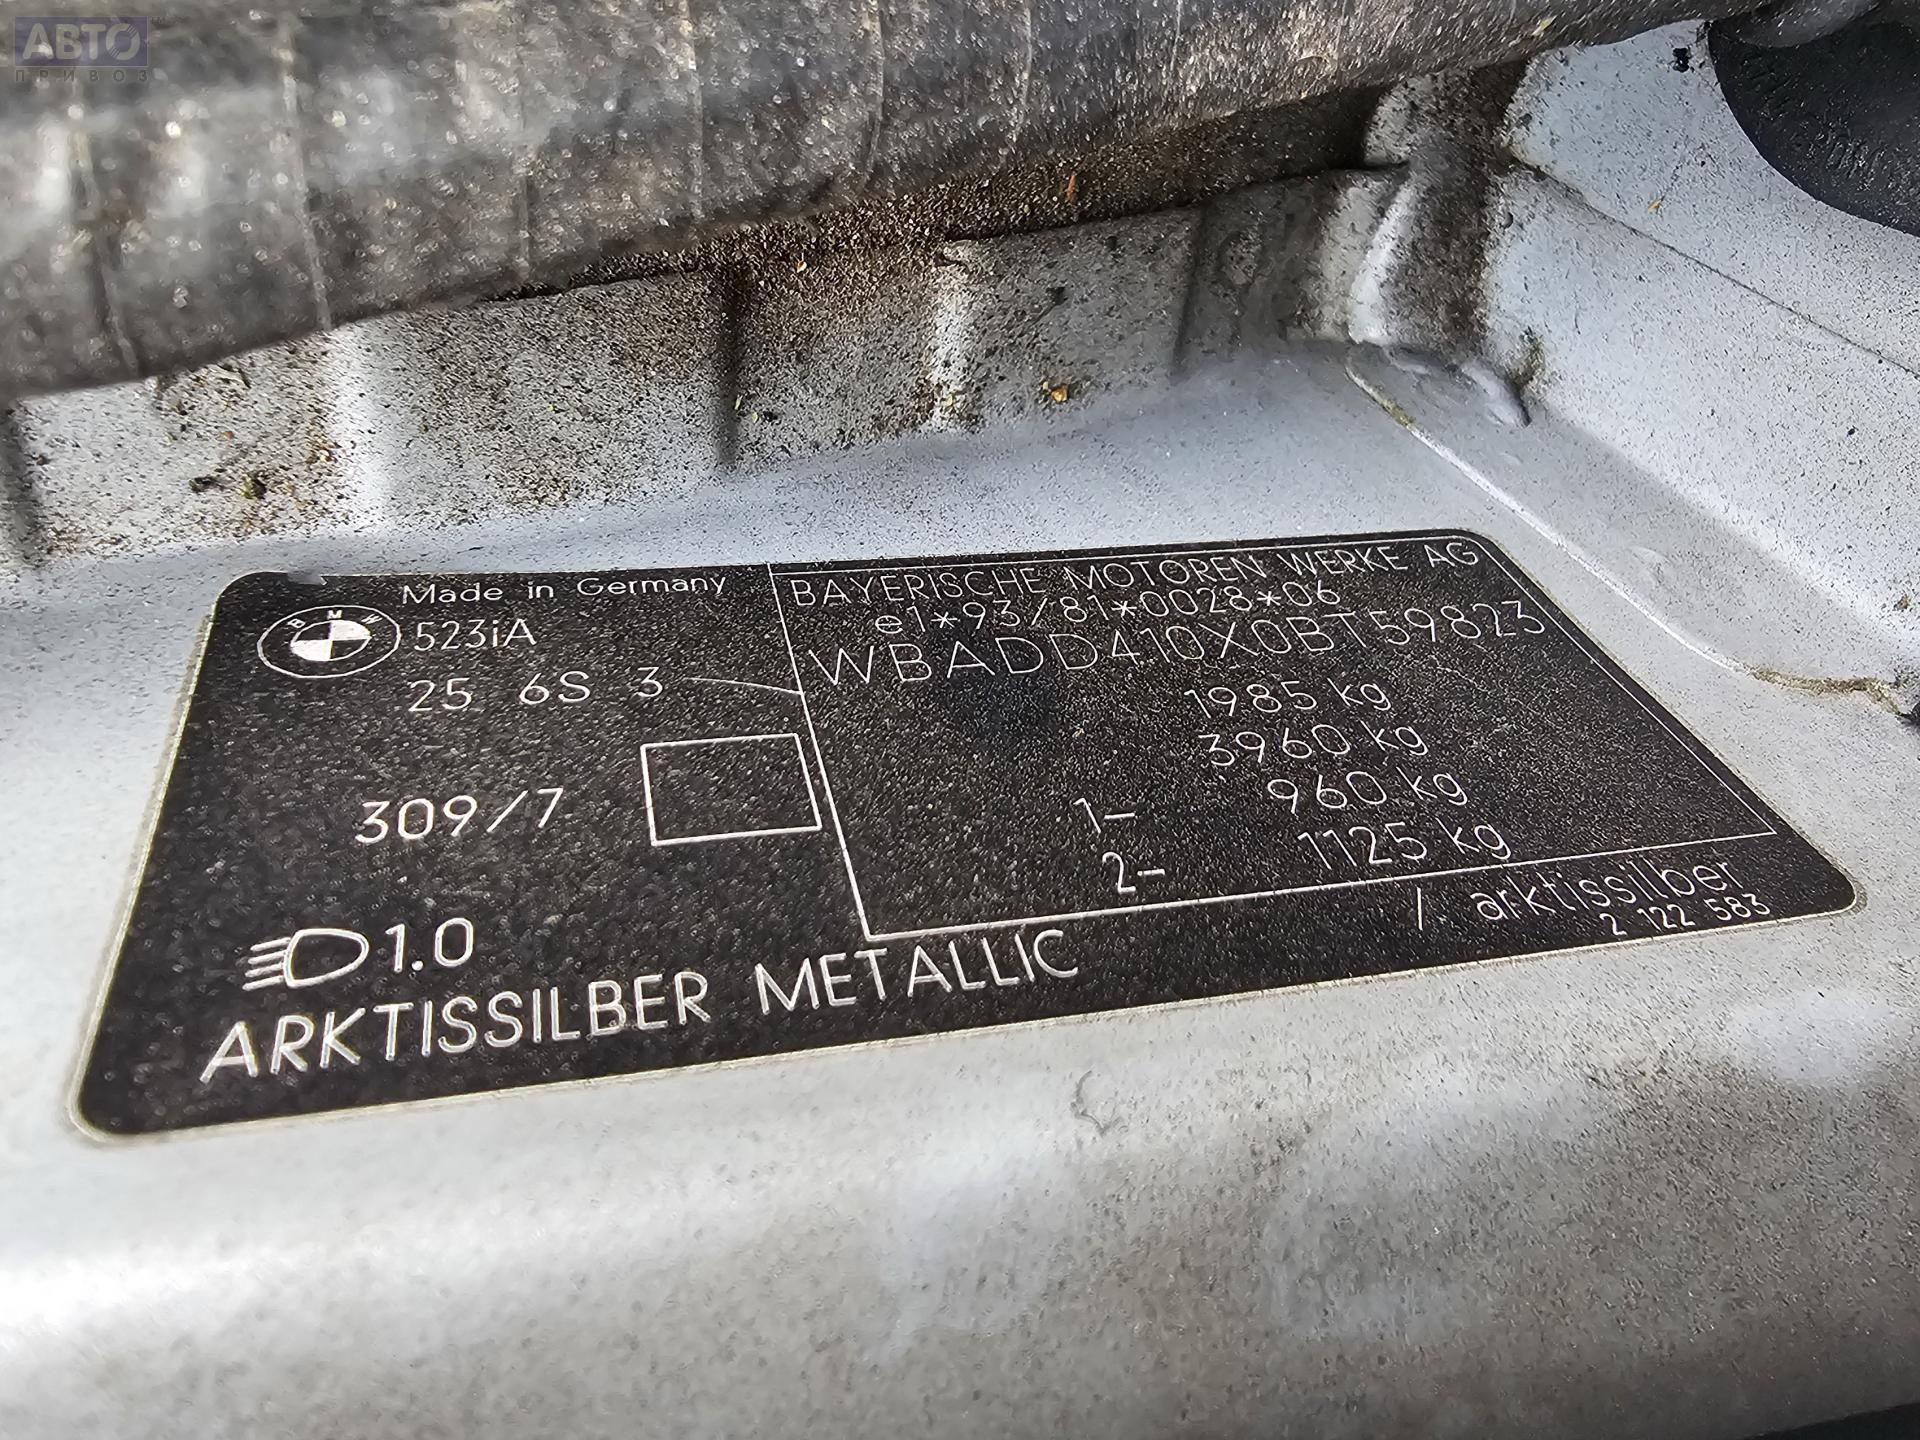 АВТО
ПРИВОЗ
Made in Germany
BMW
523iA
25 6S 3
309/7
1.0
ARKTISSILBER METALLIC
BAYERISCHE MOTOREN WERKE AG
e1*93/81*0028*06
WBADD410X0BT59823
1985 kg
3960 kg
1– 960 kg
2– 1125 kg
/ arktissilber
2 122 583